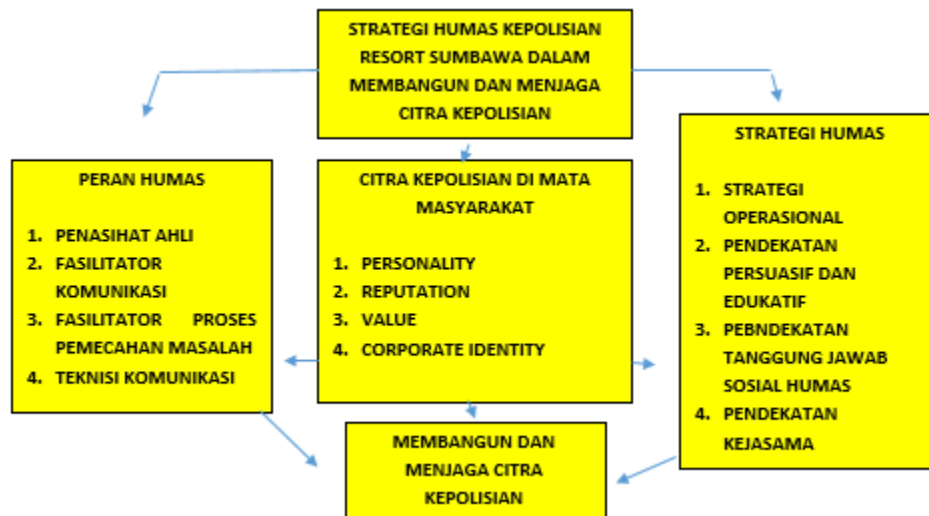 STRATEGI HUMAS KEPOLISIAN
RESORT SUMBAWA DALAM
MEMBANGUN DAN MENJAGA
CITRA KEPOLISIAN
PERAN HUMAS
1. PENASIHAT AHLI
2. FASILITATOR
KOMUNIKASI
3. FASILITATOR PROSES
PEMECAHAN MASALAH
4. TEKNISI KOMUNIKASI
CITRA KEPOLISIAN DI MATA
MASYARAKAT
1. PERSONALITY
2. REPUTATION
3. VALUE
4. CORPORATE IDENTITY
STRATEGI HUMAS
1. STRATEGI
OPERASIONAL
2. PENDEKATAN
PERSUASIF DAN
EDUKATIF
3. PEBNDEKATAN
TANGGUNG JAWAB
SOSIAL HUMAS
4. PENDEKATAN
KEJASAMA
MEMBANGUN DAN
MENJAGA CITRA
KEPOLISIAN